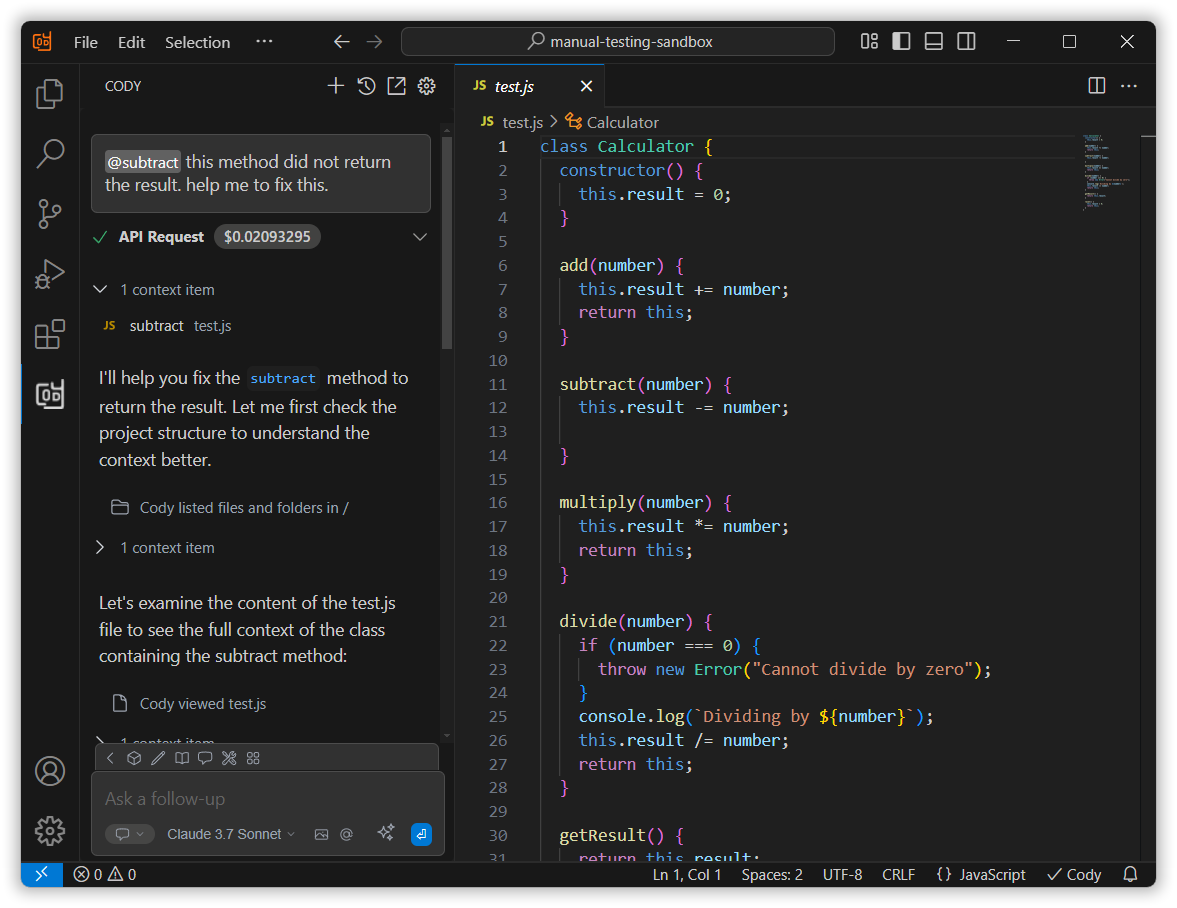 File Edit Selection ··· manual-testing-sandbox
CODY
@subtract this method did not return
the result. help me to fix this.
API Request $0.02093295
1 context item
JS subtract test.js
I'll help you fix the subtract method to
return the result. Let me first check the
project structure to understand the
context better.
Cody listed files and folders in /
1 context item
Let's examine the content of the test.js
file to see the full context of the class
containing the subtract method:
Cody viewed test.js
1 context item
Ask a follow-up
Claude 3.7 Sonnet
JS test.js
JS test.js > Calculator
1 class Calculator {
2 constructor() {
3 this.result = 0;
4 }
5
6 add(number) {
7 this.result += number;
8 return this;
9 }
10
11 subtract(number) {
12 this.result -= number;
13
14 }
15
16 multiply(number) {
17 this.result *= number;
18 return this;
19 }
20
21 divide(number) {
22 if (number === 0) {
23 throw new Error("Cannot divide by zero");
24 }
25 console.log(`Dividing by ${number}`);
26 this.result /= number;
27 return this;
28 }
29
30 getResult() {
31 return this.result;
0 0 Ln 1, Col 1 Spaces: 2 UTF-8 CRLF {} JavaScript Cody